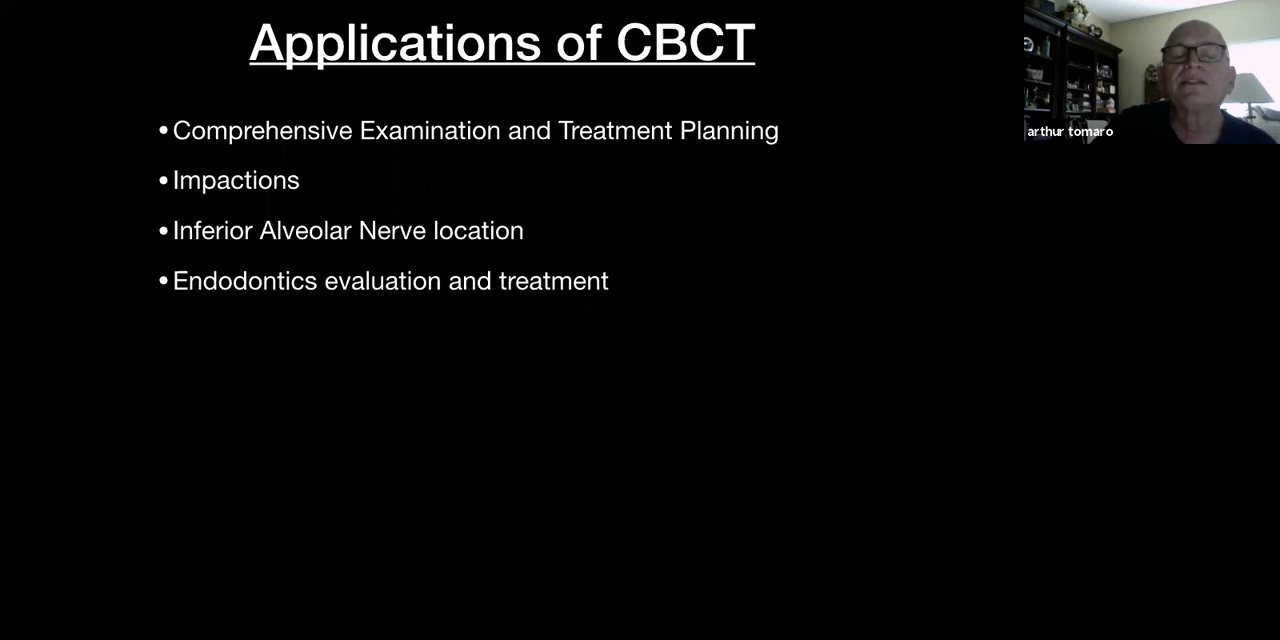 Applications of CBCT
• Comprehensive Examination and Treatment Planning
• Impactions
• Inferior Alveolar Nerve location
• Endodontics evaluation and treatment
arthur tomaro